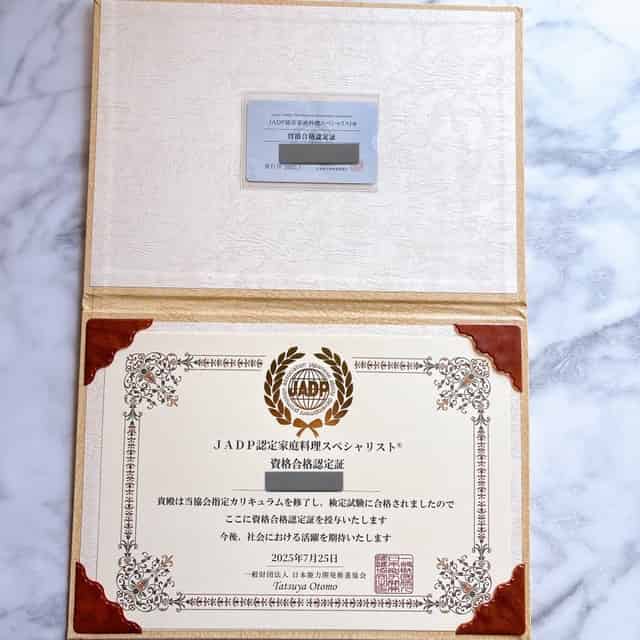 JADP認定家庭料理スペシャリスト®
資格合格認定証
JADP
JADP認定家庭料理スペシャリスト®
資格合格認定証
貴殿は当協会指定カリキュラムを修了し、検定試験に合格されましたので
ここに資格合格認定証を授与いたします
今後、社会における活躍を期待いたします
2025年7月25日
一般財団法人 日本能力開発推進協会
Tatsuya Otomo